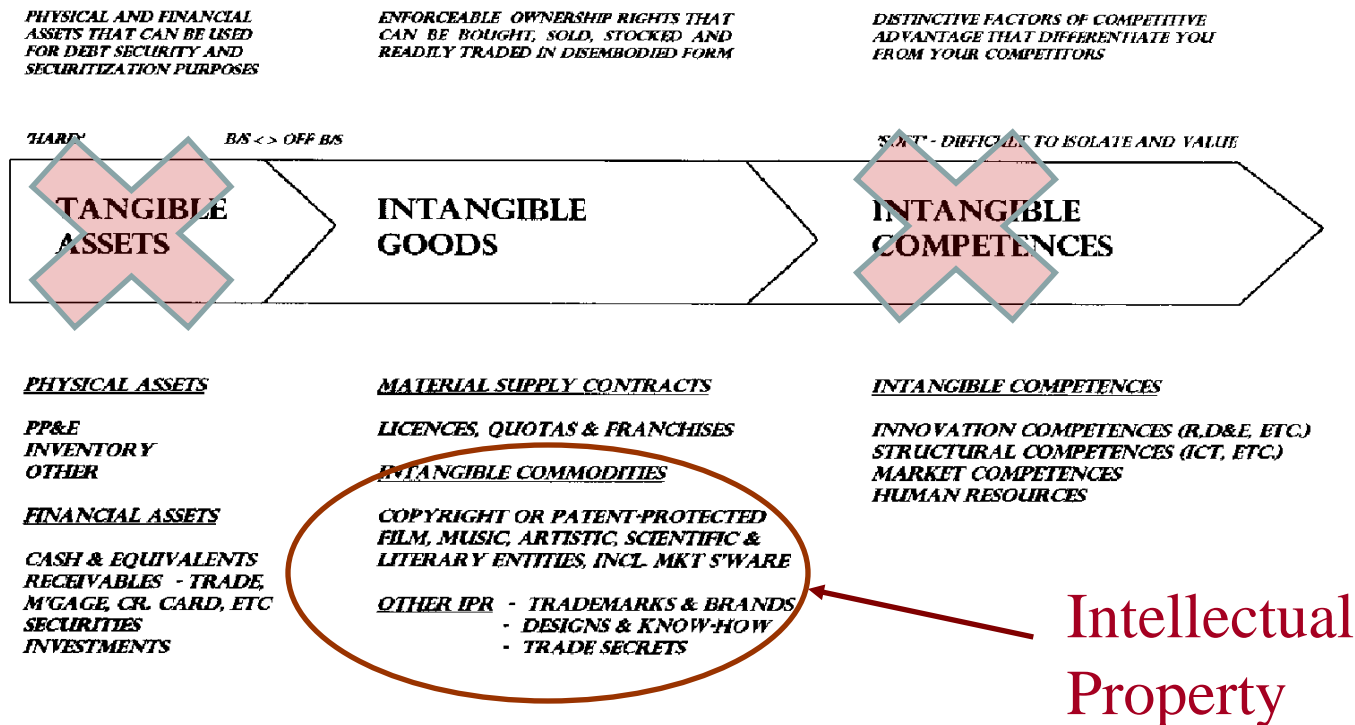 PHYSICAL AND FINANCIAL
ASSETS THAT CAN BE USED
FOR DEBT SECURITY AND
SECURITIZATION PURPOSES
ENFORCEABLE OWNERSHIP RIGHTS THAT
CAN BE BOUGHT, SOLD, STOCKED AND
READILY TRADED IN DISEMBODIED FORM
DISTINCTIVE FACTORS OF COMPETITIVE
ADVANTAGE THAT DIFFERENTIATE YOU
FROM YOUR COMPETITORS
'HARD'
B/S < > OFF B/S
'SOFT' - DIFFICULT TO ISOLATE AND VALUE
TANGIBLE
ASSETS
INTANGIBLE
GOODS
INTANGIBLE
COMPETENCES
PHYSICAL ASSETS
PP&E
INVENTORY
OTHER
FINANCIAL ASSETS
CASH & EQUIVALENTS
RECEIVABLES - TRADE,
M'GAGE, CR. CARD, ETC
SECURITIES
INVESTMENTS
MATERIAL SUPPLY CONTRACTS
LICENCES, QUOTAS & FRANCHISES
INTANGIBLE COMMODITIES
COPYRIGHT OR PATENT-PROTECTED
FILM, MUSIC, ARTISTIC, SCIENTIFIC &
LITERARY ENTITIES, INCL. MKT S'WARE
OTHER IPR - TRADEMARKS & BRANDS
- DESIGNS & KNOW-HOW
- TRADE SECRETS
INTANGIBLE COMPETENCES
INNOVATION COMPETENCES (R,D&E, ETC.)
STRUCTURAL COMPETENCES (ICT, ETC.)
MARKET COMPETENCES
HUMAN RESOURCES
Intellectual
Property